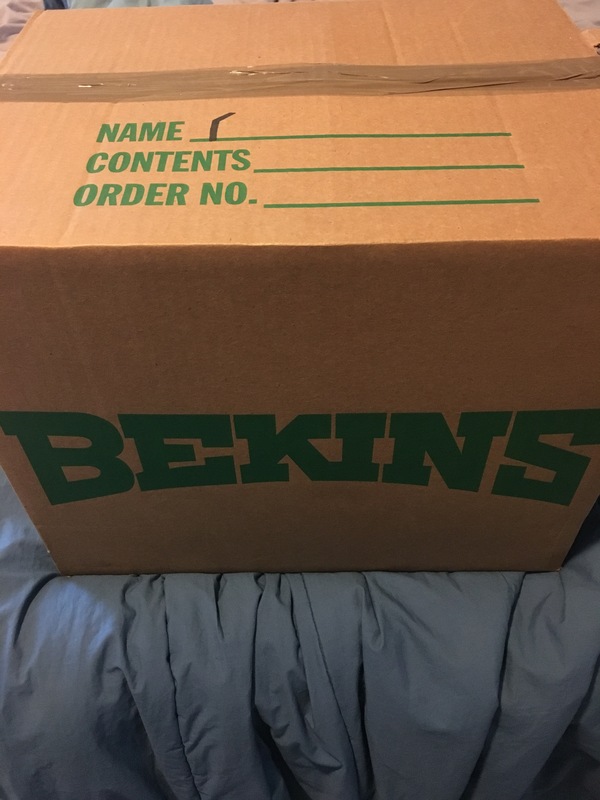 NAME
CONTENTS
ORDER NO.
BEKINS